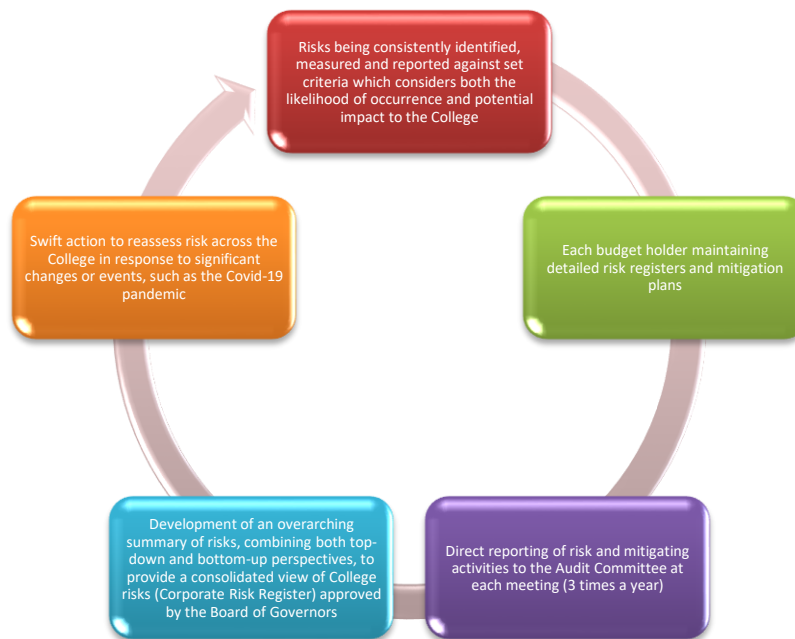 Risks being consistently identified,
measured and reported against set
criteria which considers both the
likelihood of occurrence and potential
impact to the College
Each budget holder maintaining
detailed risk registers and mitigation
plans
Direct reporting of risk and mitigating
activities to the Audit Committee at
each meeting (3 times a year)
Development of an overarching
summary of risks, combining both top-
down and bottom-up perspectives, to
provide a consolidated view of College
risks (Corporate Risk Register) approved
by the Board of Governors
Swift action to reassess risk across the
College in response to significant
changes or events, such as the Covid-19
pandemic